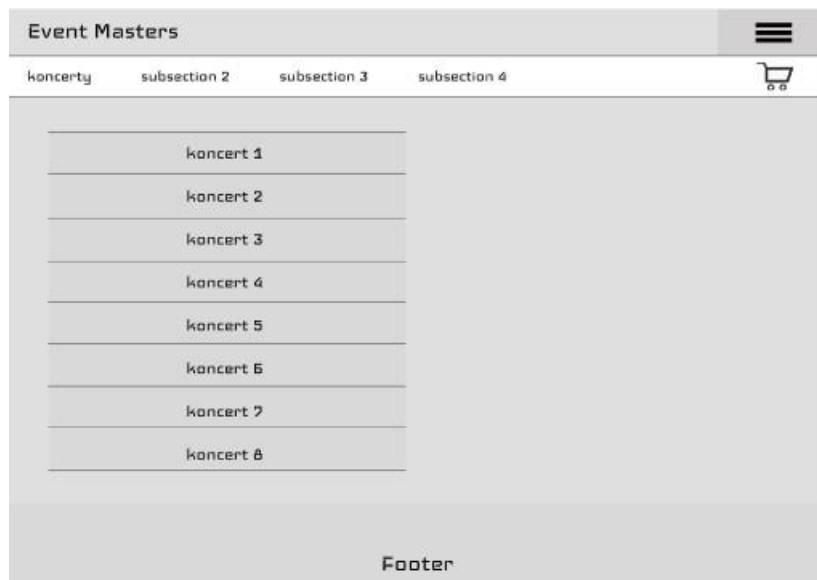 Event Masters
koncerty subsection 2 subsection 3 subsection 4
koncert 1
koncert 2
koncert 3
koncert 4
koncert 5
koncert 6
koncert 7
koncert 8
Footer